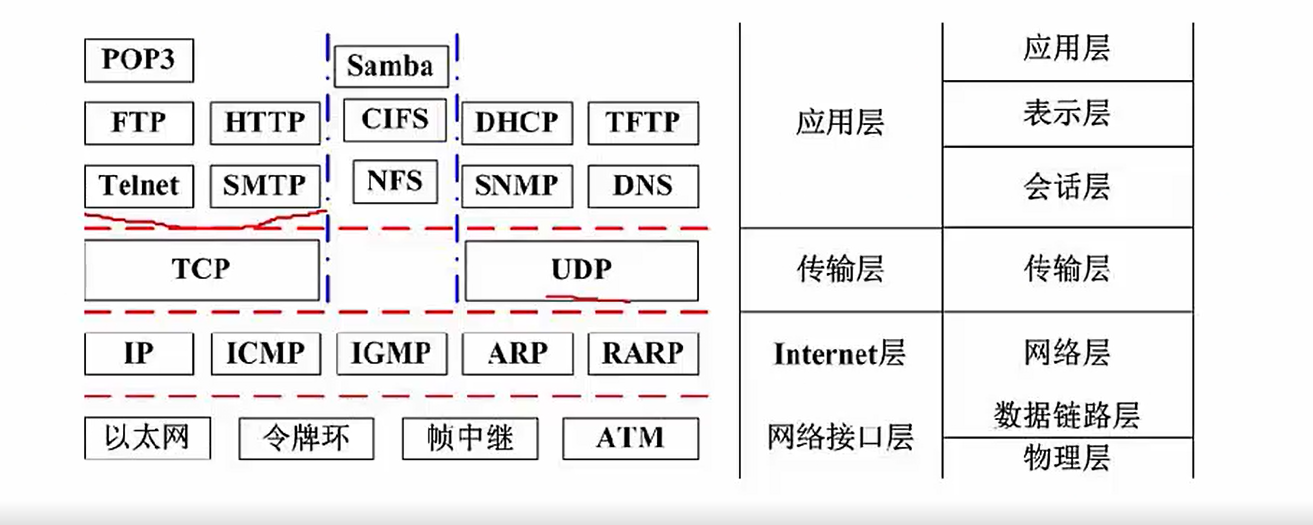 POP3
Samba
FTP HTTP CIFS DHCP TFTP
Telnet SMTP NFS SNMP DNS
TCP UDP
IP ICMP IGMP ARP RARP
以太网 令牌环 帧中继 ATM
应用层
传输层
Internet层
网络接口层
应用层
表示层
会话层
传输层
网络层
数据链路层
物理层